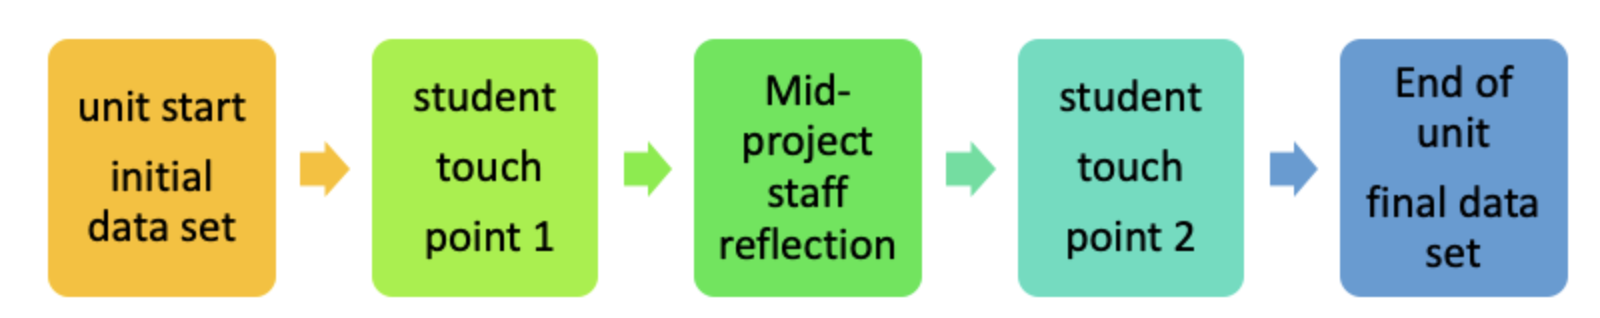 unit start
initial
data set
student
touch
point 1
Mid-
project
staff
reflection
student
touch
point 2
End of
unit
final data
set